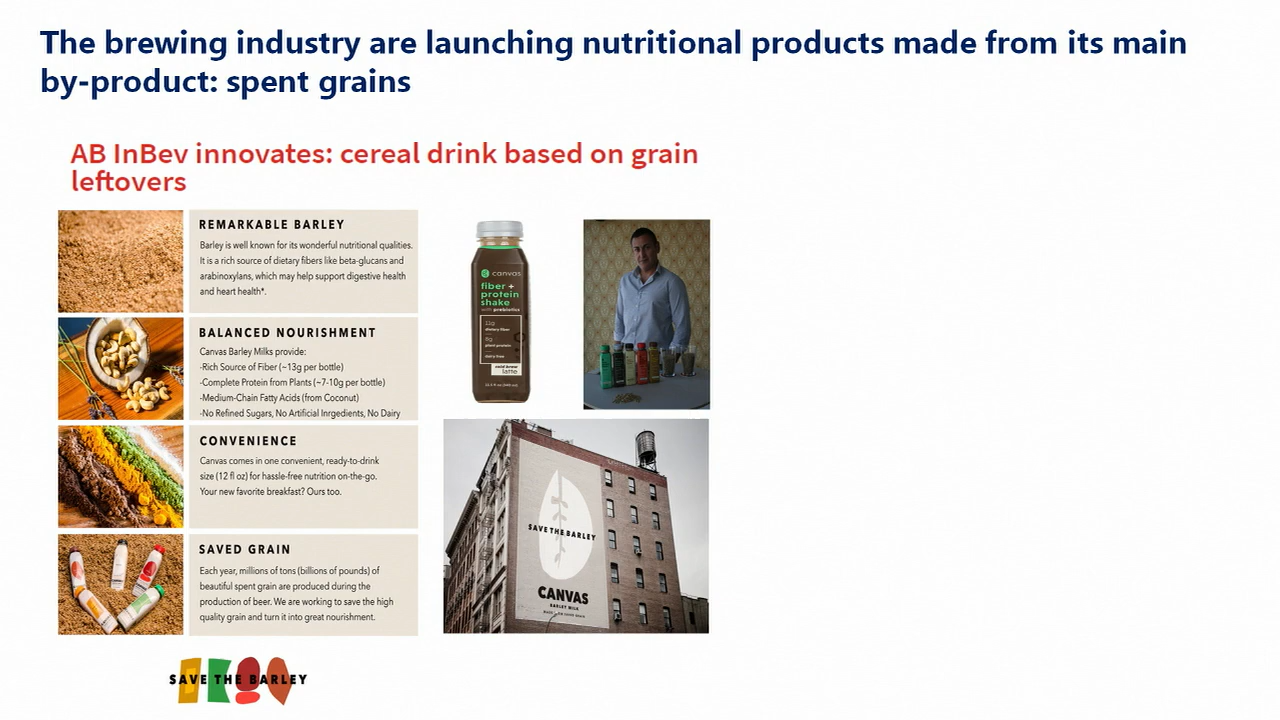 The brewing industry are launching nutritional products made from its main
by-product: spent grains
AB InBev innovates: cereal drink based on grain
leftovers
REMARKABLE BARLEY
Barley is well known for its wonderful nutritional qualities.
It is a rich source of dietary fibers like beta-glucans and
arabinoxylans, which may help support digestive health
and heart health*.
BALANCED NOURISHMENT
Canvas Barley Milks provide:
-Rich Source of Fiber (~13g per bottle)
-Complete Protein from Plants (~7-10g per bottle)
-Medium-Chain Fatty Acids (from Coconut)
-No Refined Sugars, No Artificial Inrgedients, No Dairy
CONVENIENCE
Canvas comes in one convenient, ready-to-drink
size (12 fl oz) for hassle-free nutrition on-the-go.
Your new favorite breakfast? Ours too.
SAVED GRAIN
Each year, millions of tons (billions of pounds) of
beautiful spent grain are produced during the
production of beer. We are working to save the high
quality grain and turn it into great nourishment.
SAVE THE BARLEY
canvas
fiber +
protein
shake
with prebiotics
dietary fiber
plant protein
dairy free
cold brew
latte
SAVE THE BARLEY
CANVAS
BARLEY MILK